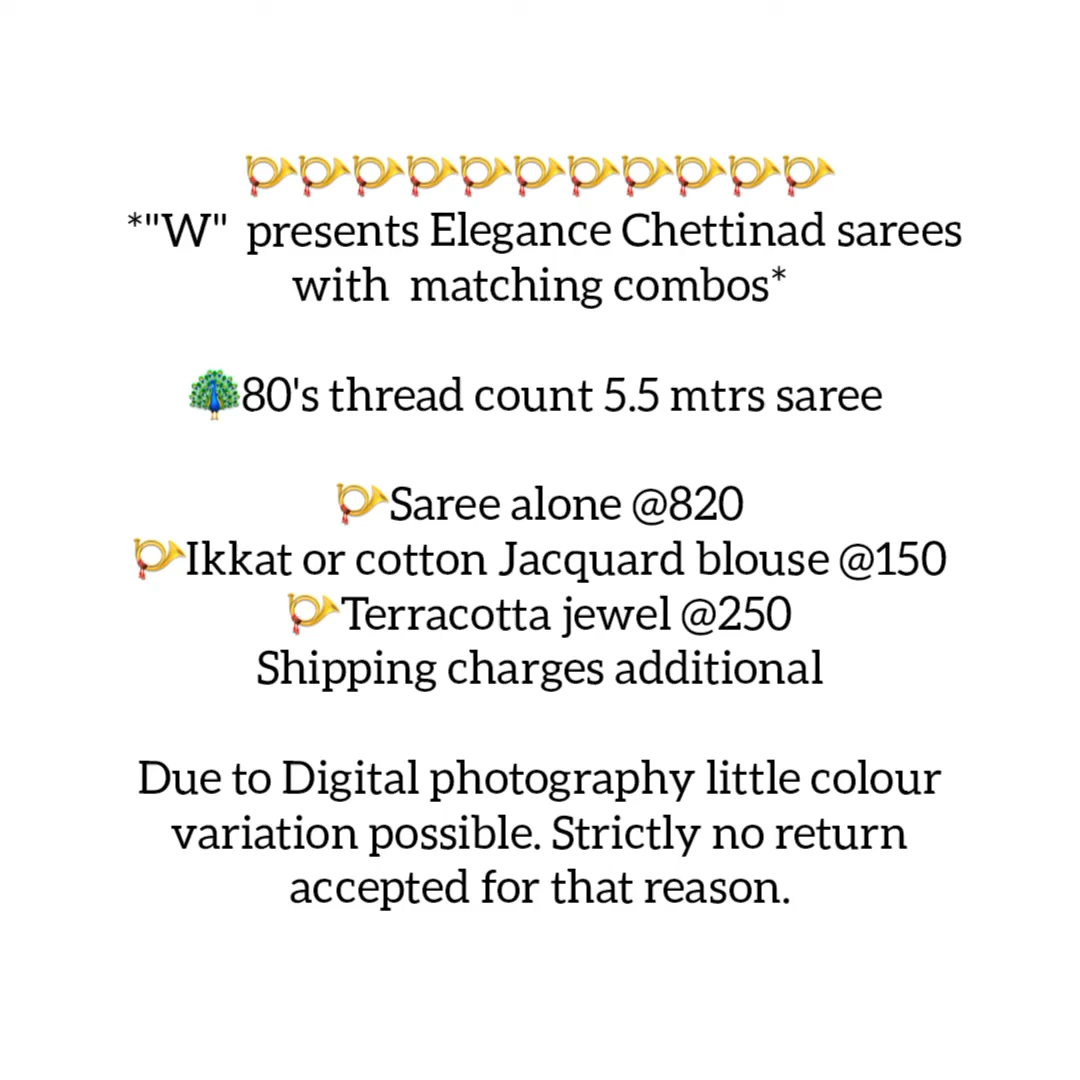 📯📯📯📯📯📯📯📯📯📯📯
*"W"  presents Elegance Chettinad sarees
with  matching combos*
🦚80's thread count 5.5 mtrs saree
📯Saree alone @820
📯Ikkat or cotton Jacquard blouse @150
📯Terracotta jewel @250
Shipping charges additional
Due to Digital photography little colour
variation possible. Strictly no return
accepted for that reason.